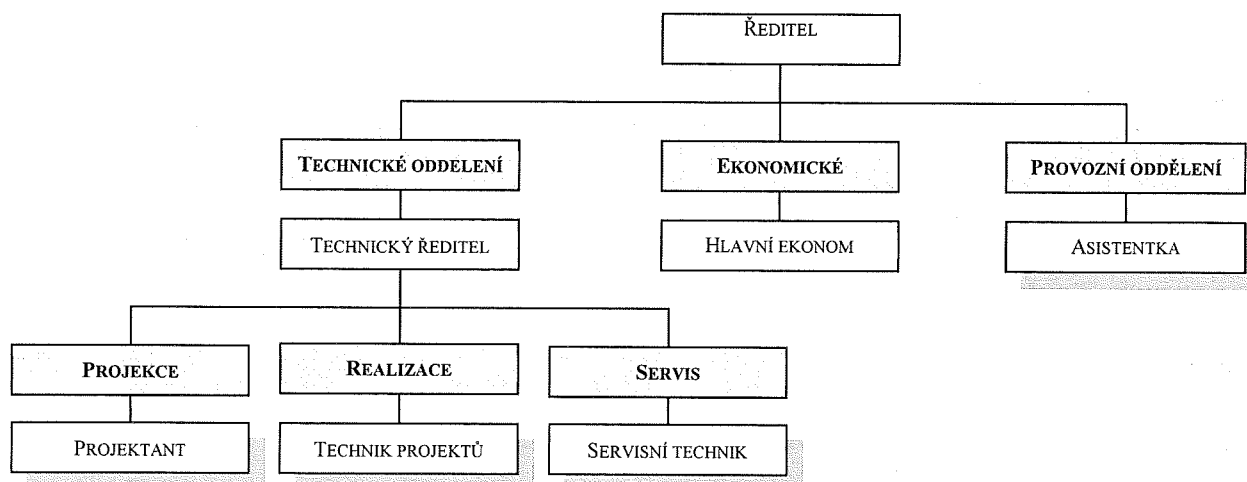 ŘEDITEL
TECHNICKÉ ODDELENÍ
EKONOMICKÉ
PROVOZNÍ ODDĚLENÍ
TECHNICKÝ ŘEDITEL
HLAVNÍ EKONOM
ASISTENTKA
PROJEKCE
REALIZACE
SERVIS
PROJEKTANT
TECHNIK PROJEKTŮ
SERVISNÍ TECHNIK